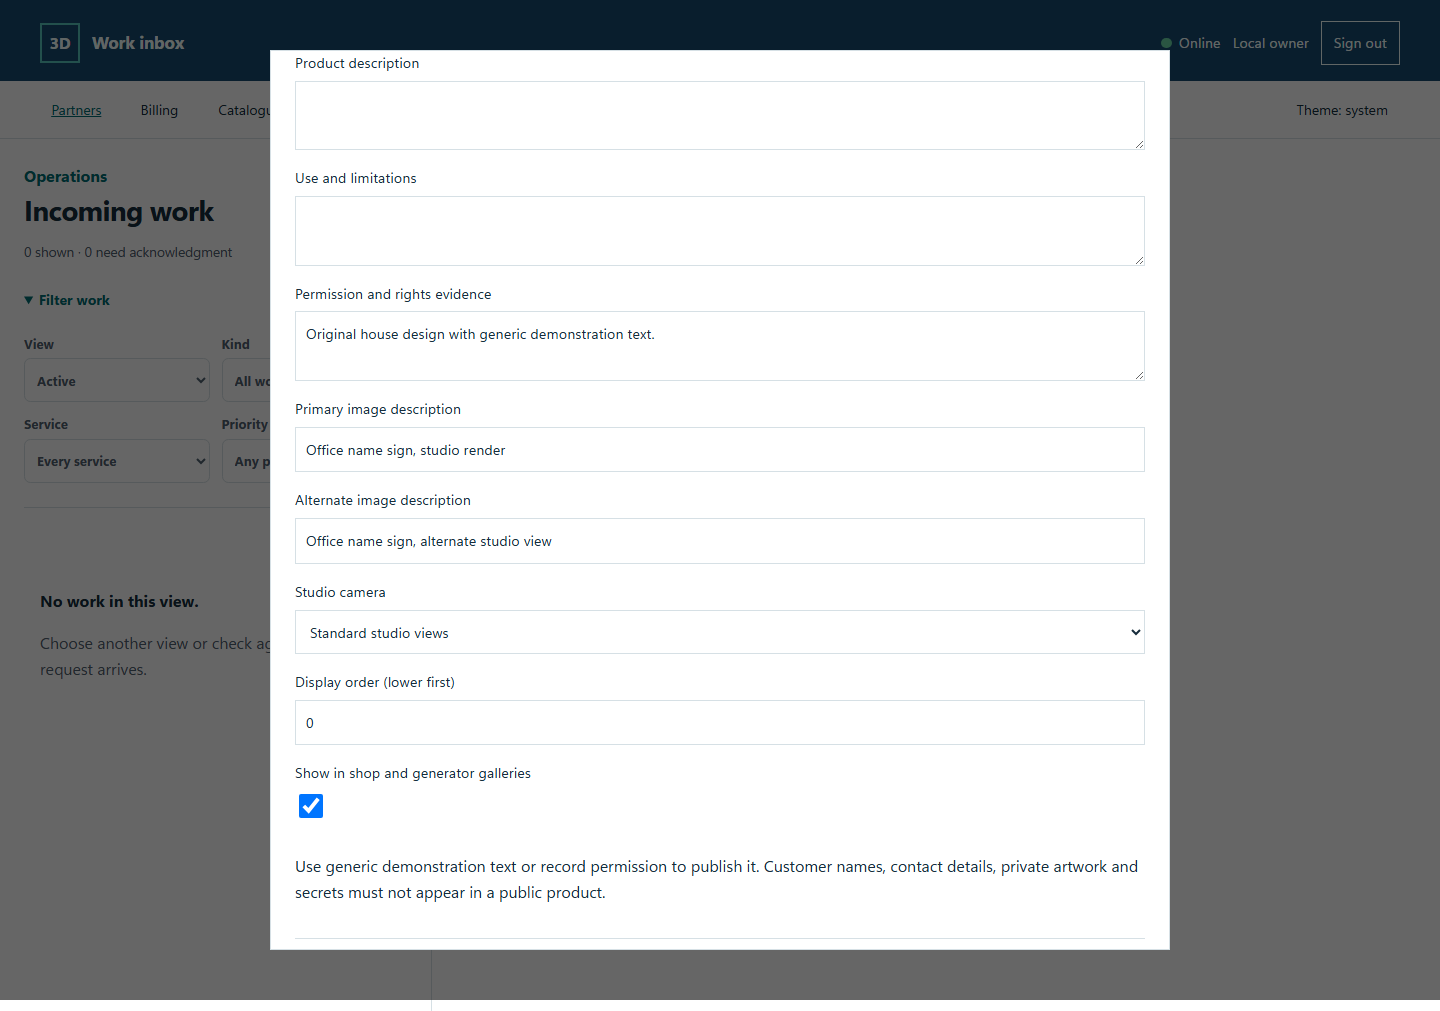 3D
Work inbox
Online
Local owner
Sign out
Partners
Billing
Theme: system
Operations
Incoming work
0 shown · 0 need acknowledgment
▼ Filter work
View
Kind
Active
Service
Priority
Every service
No work in this view.
Choose another view or check
request arrives.
Product description
Use and limitations
Permission and rights evidence
Original house design with generic demonstration text.
Primary image description
Office name sign, studio render
Alternate image description
Office name sign, alternate studio view
Studio camera
Standard studio views
Display order (lower first)
0
Show in shop and generator galleries
Use generic demonstration text or record permission to publish it. Customer names, contact details, private artwork and
secrets must not appear in a public product.